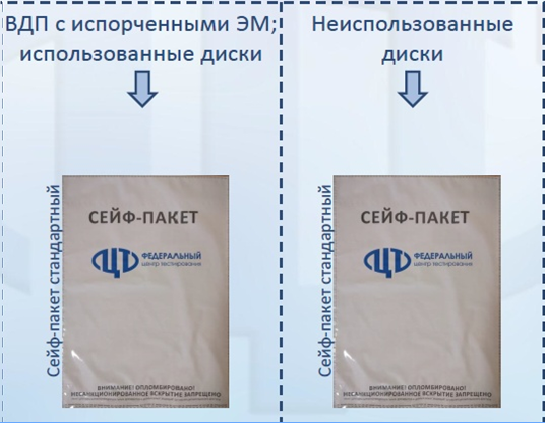 ВДП с испорченными ЭМ;
использованные диски
Сейф-пакет стандартный
СЕЙФ-ПАКЕТ
ФЕДЕРАЛЬНЫЙ
центр тестирования
ВНИМАНИЕ! ОПЛОМБИРОВАНО!
НЕСАНКЦИОНИРОВАННОЕ ВСКРЫТИЕ ЗАПРЕЩЕНО
Неиспользованные
диски
Сейф-пакет стандартный
СЕЙФ-ПАКЕТ
ФЕДЕРАЛЬНЫЙ
центр тестирования
ВНИМАНИЕ! ОПЛОМБИРОВАНО!
НЕСАНКЦИОНИРОВАННОЕ ВСКРЫТИЕ ЗАПРЕЩЕНО